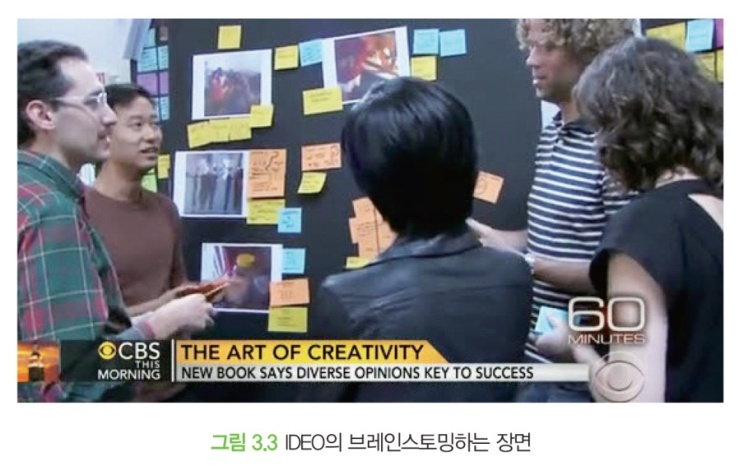 60
MINUTES
CBS
THIS
MORNING
THE ART OF CREATIVITY
NEW BOOK SAYS DIVERSE OPINIONS KEY TO SUCCESS
그림 3.3 IDEO의 브레인스토밍하는 장면